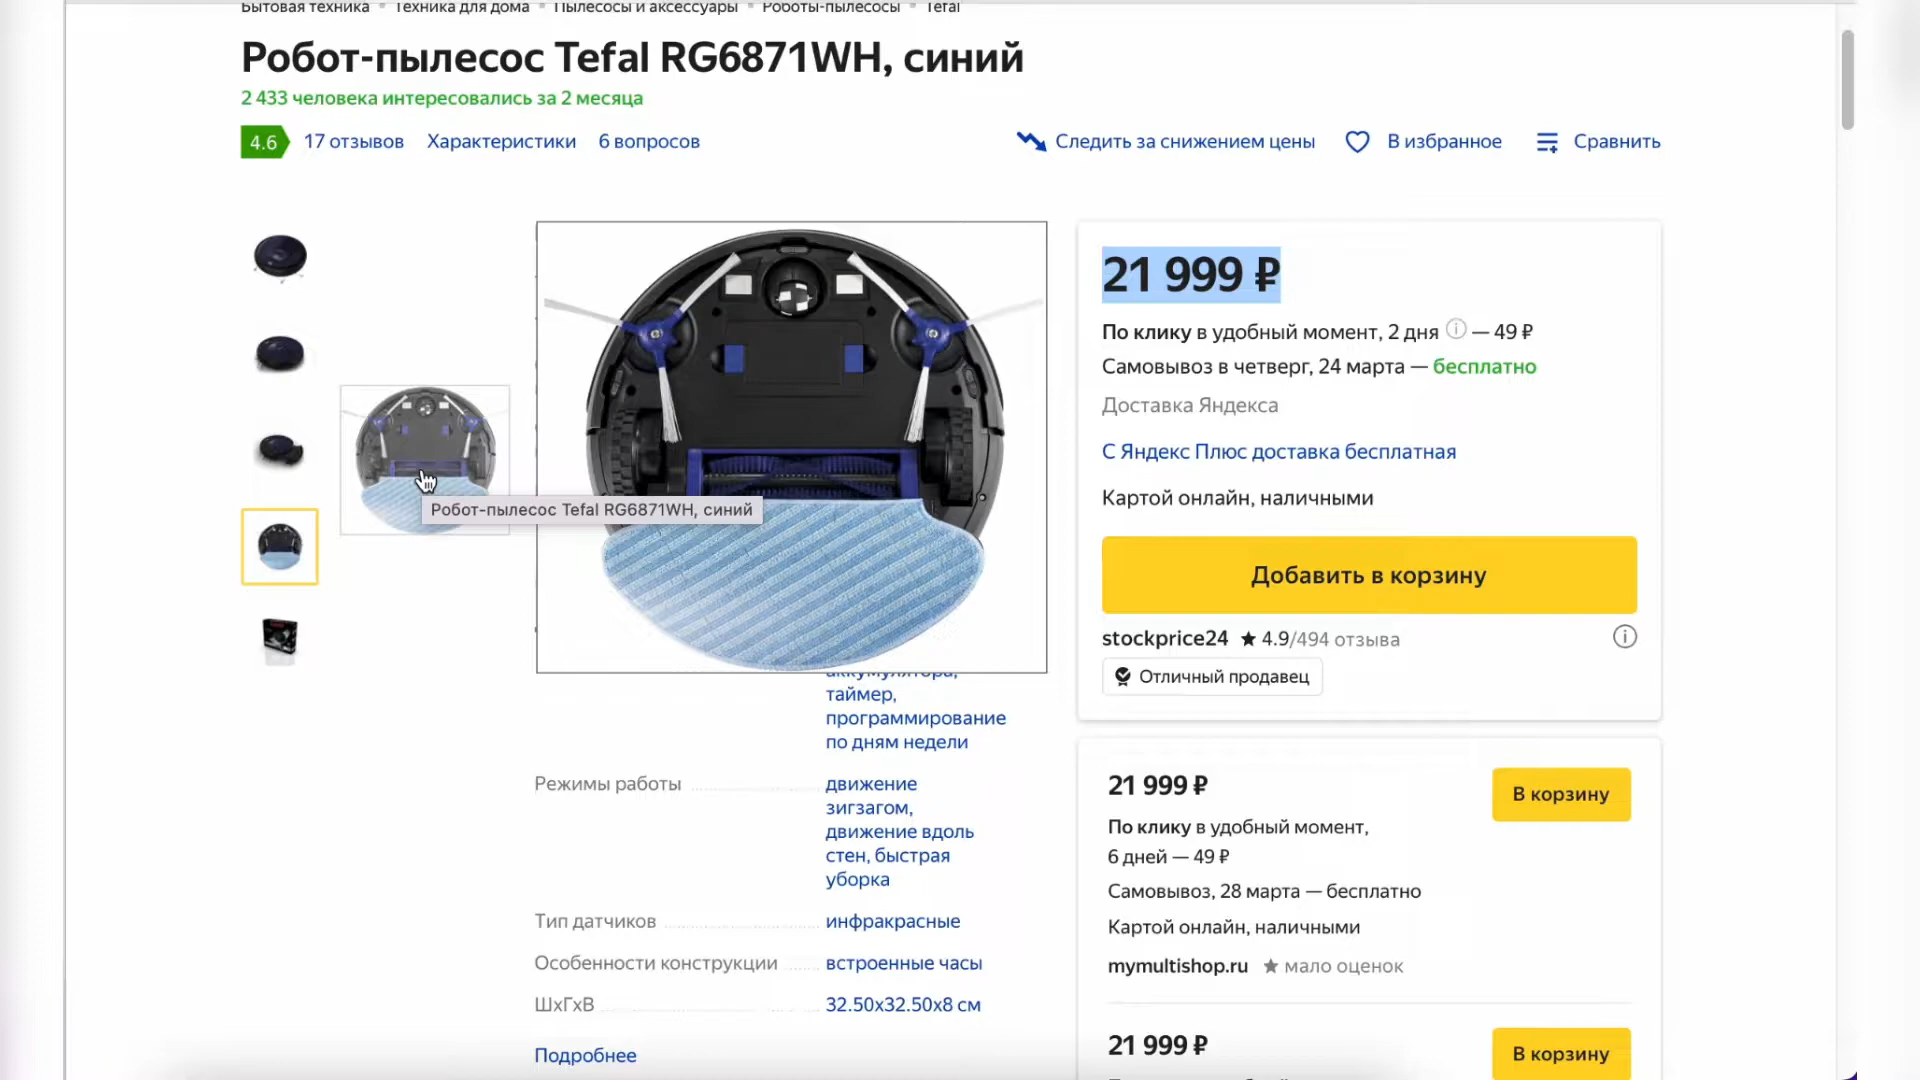 Бытовая техника Техника для дома Пылесосы и аксессуары Роботы-пылесосы Tefal
Робот-пылесос Tefal RG6871WH, синий
2 433 человека интересовались за 2 месяца
4.6 17 отзывов Характеристики 6 вопросов
Следить за снижением цены В избранное Сравнить
Робот-пылесос Tefal RG6871WH, синий
аккумулятора,
таймер,
программирование
по дням недели
Режимы работы движение
зигзагом,
движение вдоль
стен, быстрая
уборка
Тип датчиков инфракрасные
Особенности конструкции встроенные часы
ШхГхВ 32.50x32.50x8 см
Подробнее
21 999 ₽
По клику в удобный момент, 2 дня — 49 ₽
Самовывоз в четверг, 24 марта — бесплатно
Доставка Яндекса
С Яндекс Плюс доставка бесплатная
Картой онлайн, наличными
Добавить в корзину
stockprice24 ★ 4.9/494 отзыва
Отличный продавец
21 999 ₽
В корзину
По клику в удобный момент,
6 дней — 49 ₽
Самовывоз, 28 марта — бесплатно
Картой онлайн, наличными
mymultishop.ru ★ мало оценок
21 999 ₽
В корзину